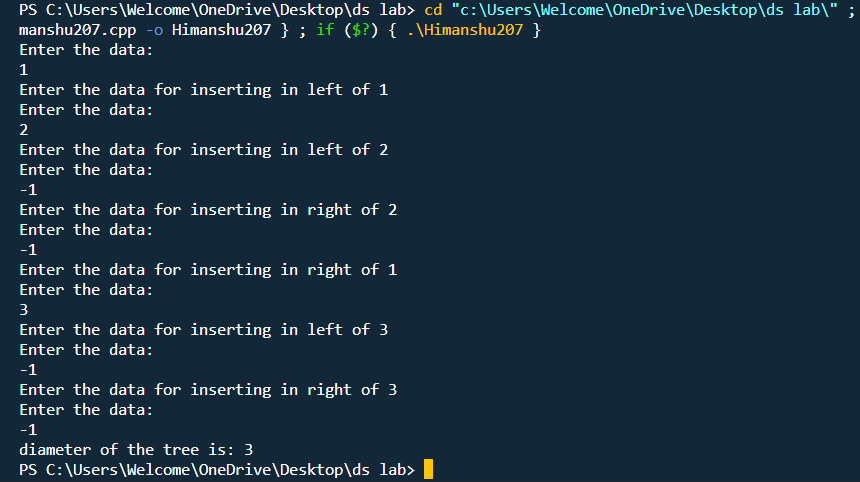 PS C:\Users\Welcome\OneDrive\Desktop\ds lab> cd "c:\Users\Welcome\OneDrive\Desktop\ds lab\" ;
manshu207.cpp -o Himanshu207 } ; if ($?) { .\Himanshu207 }
Enter the data:
1
Enter the data for inserting in left of 1
Enter the data:
2
Enter the data for inserting in left of 2
Enter the data:
-1
Enter the data for inserting in right of 2
Enter the data:
-1
Enter the data for inserting in right of 1
Enter the data:
3
Enter the data for inserting in left of 3
Enter the data:
-1
Enter the data for inserting in right of 3
Enter the data:
-1
diameter of the tree is: 3
PS C:\Users\Welcome\OneDrive\Desktop\ds lab>